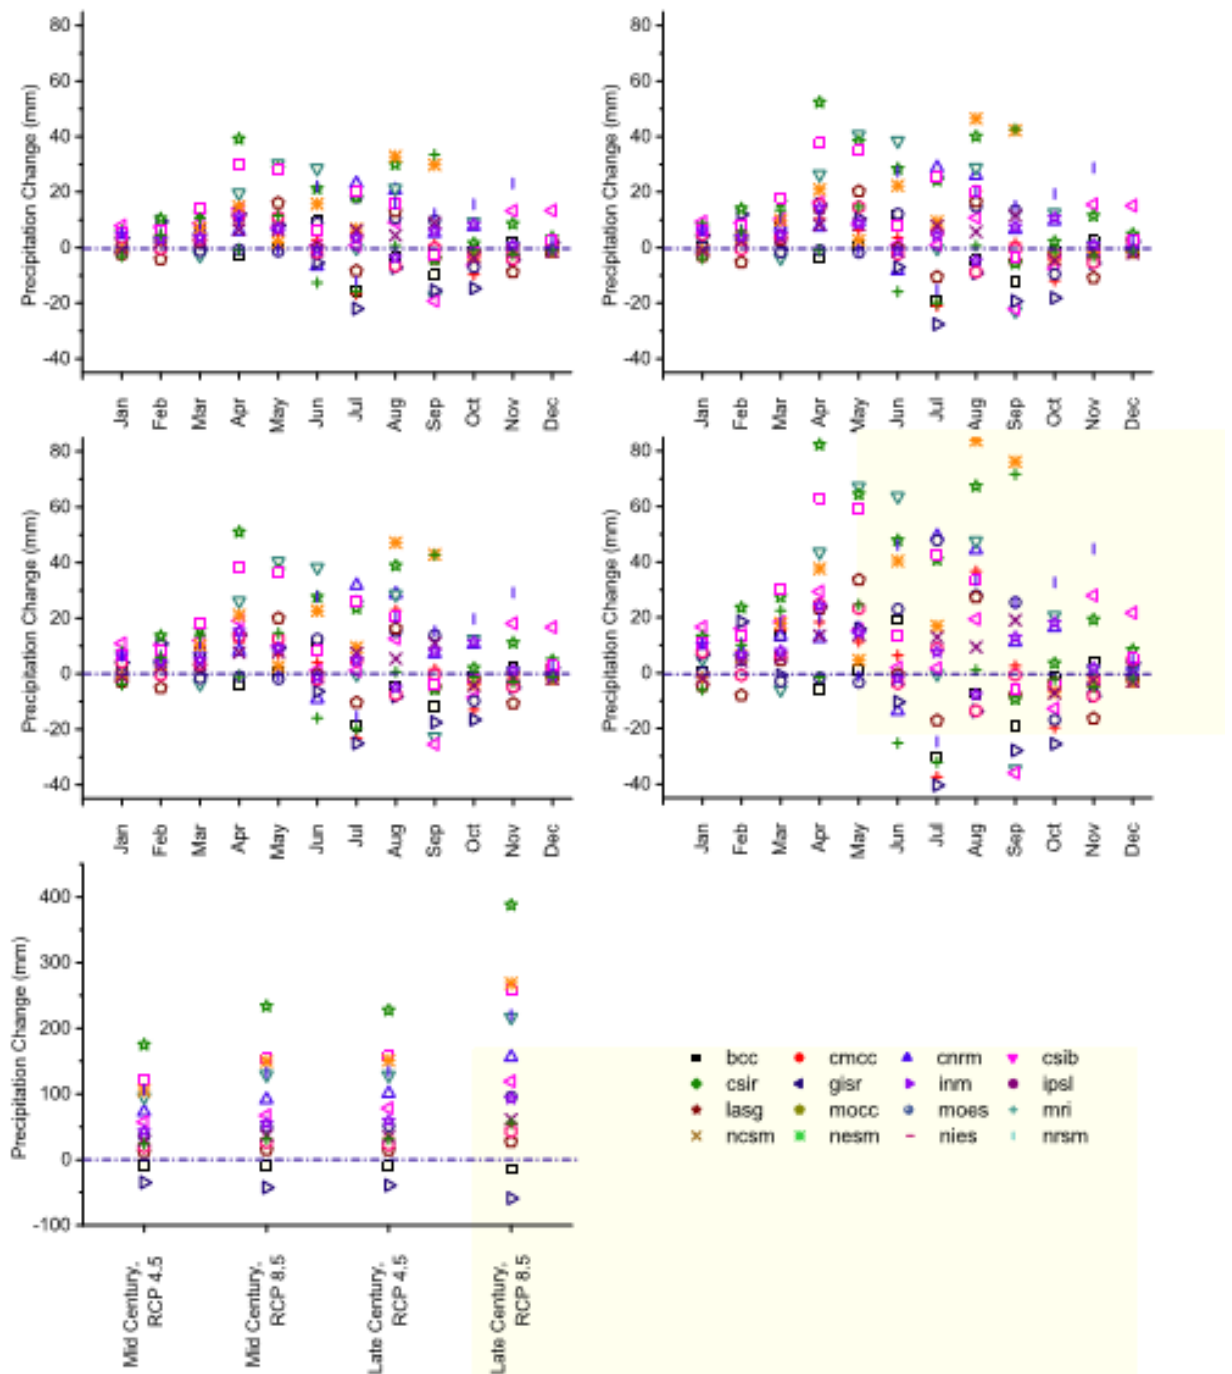 80
60
40
20
0
-20
-40
Precipitation Change (mm)
Jan Feb Mar Apr May Jun Jul Aug Sep Oct Nov Dec
80
60
40
20
0
-20
-40
Precipitation Change (mm)
Jan Feb Mar Apr May Jun Jul Aug Sep Oct Nov Dec
80
60
40
20
0
-20
-40
Precipitation Change (mm)
Jan Feb Mar Apr May Jun Jul Aug Sep Oct Nov Dec
80
60
40
20
0
-20
-40
Precipitation Change (mm)
Jan Feb Mar Apr May Jun Jul Aug Sep Oct Nov Dec
400
300
200
100
0
-100
Precipitation Change (mm)
Mid Century,
RCP 4.5
Mid Century,
RCP 8.5
Late Century,
RCP 4.5
Late Century,
RCP 8.5
bcc cmcc cnrm csib
csir gisr inm ipsl
lasg mocc moes mri
ncsm nesm nies nrsm